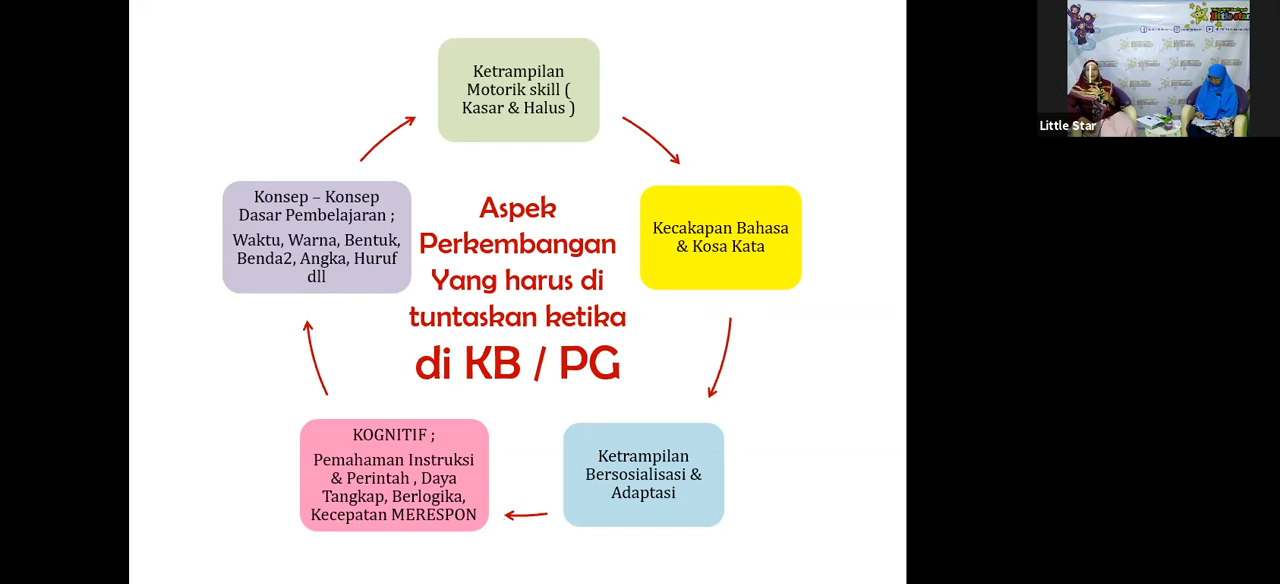 Ketrampilan
Motorik skill (
Kasar & Halus )
Kecakapan Bahasa
& Kosa Kata
Ketrampilan
Bersosialisasi &
Adaptasi
KOGNITIF ;
Pemahaman Instruksi
& Perintah , Daya
Tangkap, Berlogika,
Kecepatan MERESPON
Konsep – Konsep
Dasar Pembelajaran ;
Waktu, Warna, Bentuk,
Benda2, Angka, Huruf
dll
Aspek
Perkembangan
Yang harus di
tuntaskan ketika
di KB / PG
little star
Little Star